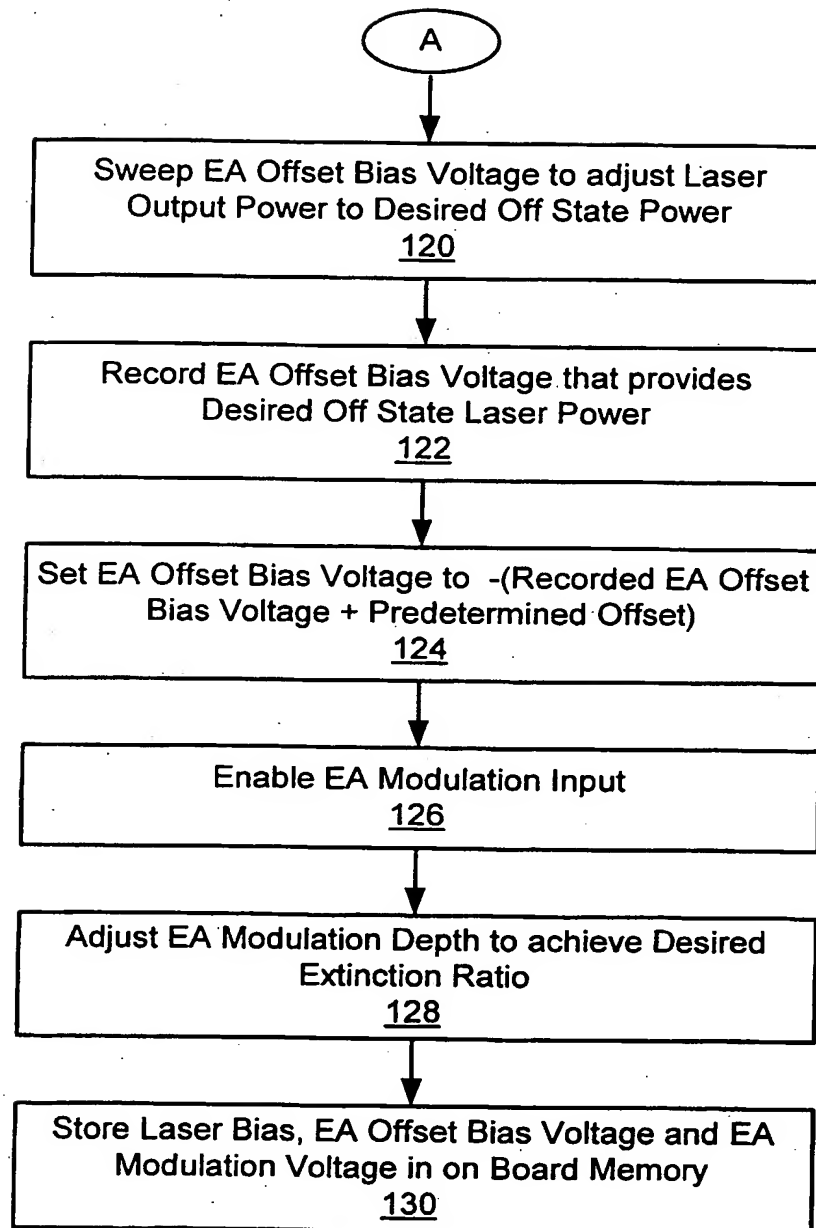 A
Sweep EA Offset Bias Voltage to adjust Laser
Output Power to Desired Off State Power
120
Record EA Offset Bias Voltage that provides
Desired Off State Laser Power
122
Set EA Offset Bias Voltage to -(Recorded EA Offset
Bias Voltage + Predetermined Offset)
124
Enable EA Modulation Input
126
Adjust EA Modulation Depth to achieve Desired
Extinction Ratio
128
Store Laser Bias, EA Offset Bias Voltage and EA
Modulation Voltage in on Board Memory
130